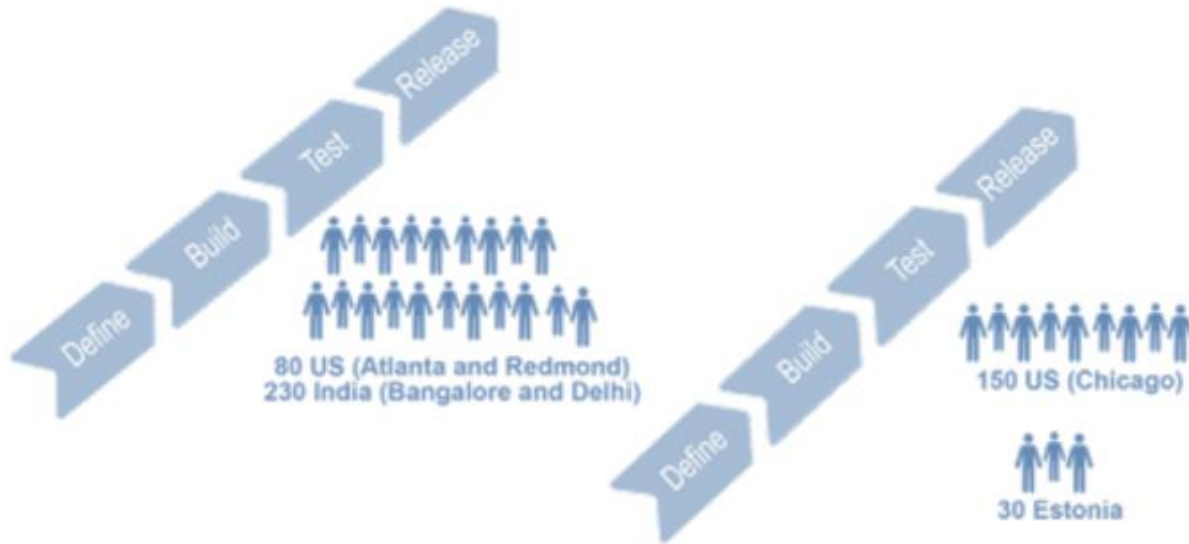 Release
Test
Build
Define
80 US (Atlanta and Redmond)
230 India (Bangalore and Delhi)
Release
Test
Build
Define
150 US (Chicago)
30 Estonia